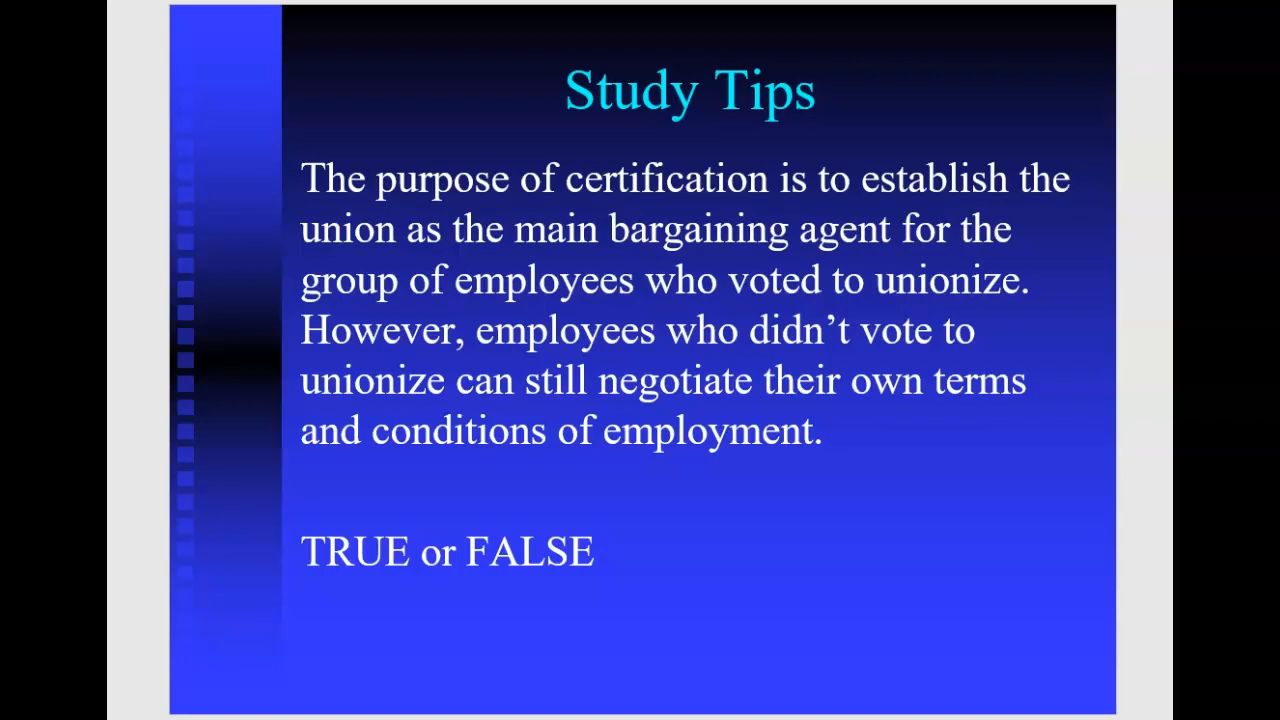 Study Tips
The purpose of certification is to establish the
union as the main bargaining agent for the
group of employees who voted to unionize.
However, employees who didn’t vote to
unionize can still negotiate their own terms
and conditions of employment.
TRUE or FALSE